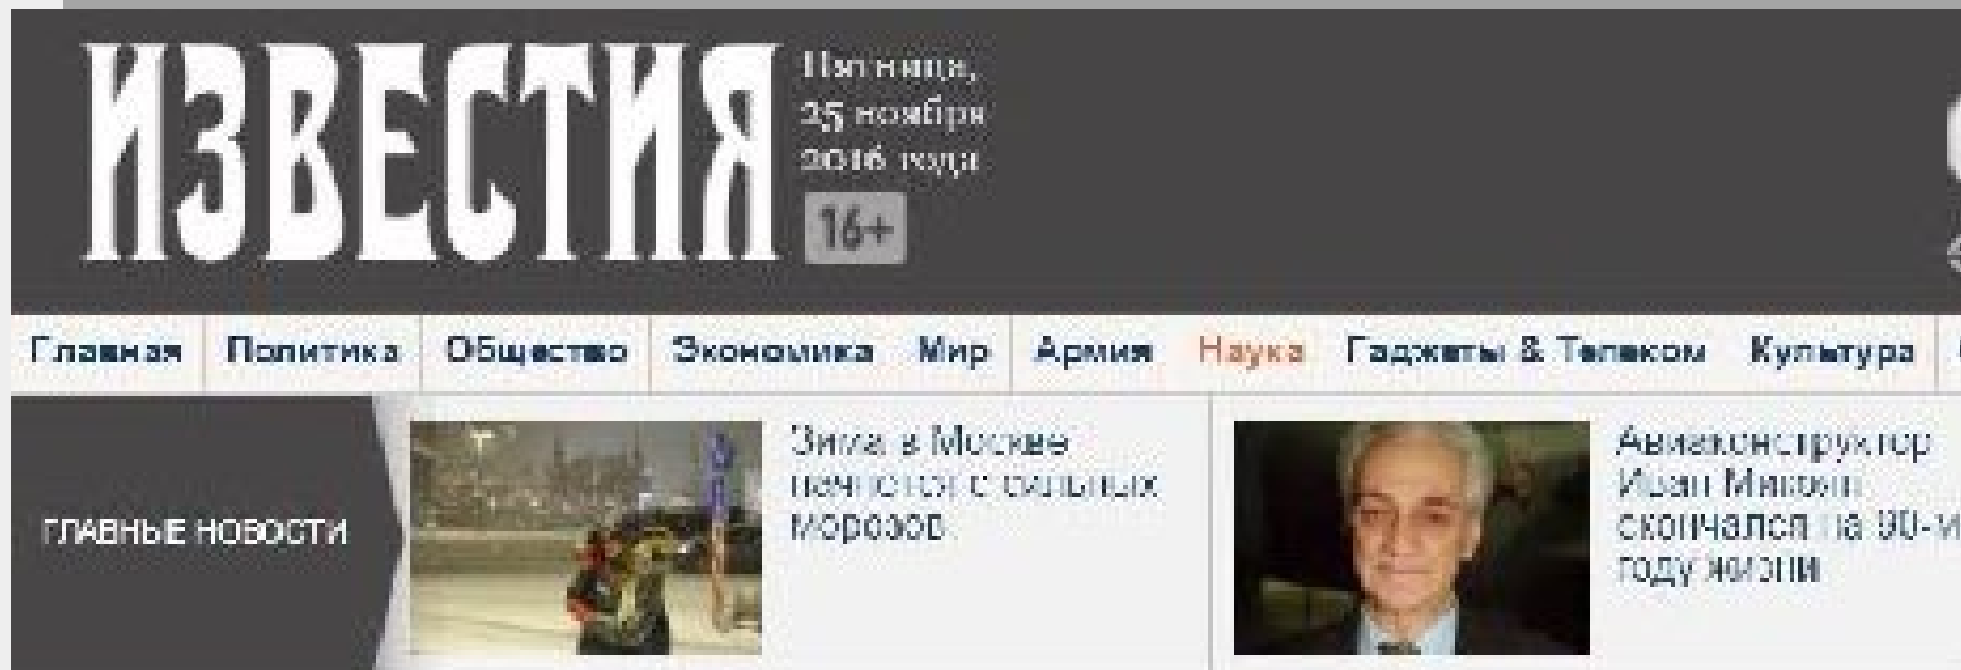 ИЗВЕСТИЯ
Пятница,
25 ноября
2016 года
16+
Главная Политика Общество Экономика Мир Армия Наука Гаджеты & Телеком Культура
ГЛАВНЫЕ НОВОСТИ
Зима в Москве
начнется с сильных
морозов
Авиаконструктор
Иван Микоян
скончался на 90-м
году жизни